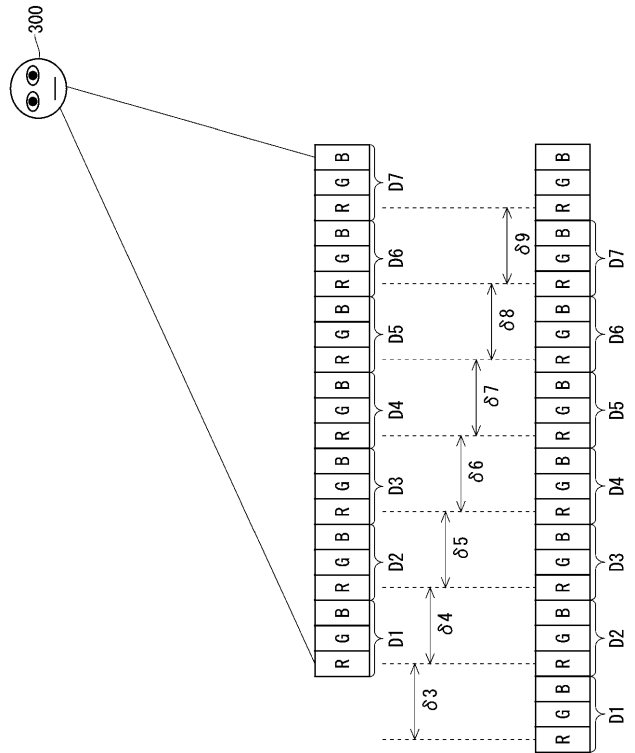 300
R G B R G B R G B R G B R G B R G B R G B
D1 D2 D3 D4 D5 D6 D7
δ3
δ4
δ5
δ6
δ7
δ8
δ9
R G B R G B R G B R G B R G B R G B R G B R G B
D1 D2 D3 D4 D5 D6 D7